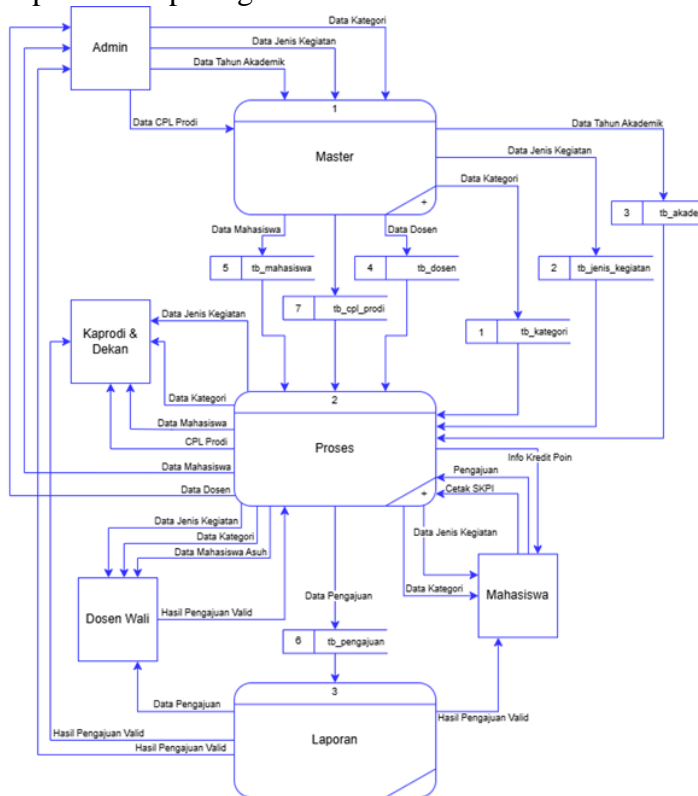 Data Kategori
Admin
Data Jenis Kegiatan
Data Tahun Akademik
Data CPL Prodi
1
Master
+
Data Tahun Akademik
Data Jenis Kegiatan
Data Kategori
3 tb_akade
Data Mahasiswa
Data Dosen
5 tb_mahasiswa
4 tb_dosen
2 tb_jenis_kegiatan
7 tb_cpl_prodi
1 tb_kategori
Kaprodi &
Dekan
Data Jenis Kegiatan
Data Kategori
Data Mahasiswa
CPL Prodi
Data Mahasiswa
Data Dosen
2
Proses
+
Info Kredit Poin
Pengajuan
Cetak SKPI
Data Jenis Kegiatan
Data Kategori
Data Mahasiswa Asuh
Data Jenis Kegiatan
Data Kategori
Mahasiswa
Dosen Wali
Hasil Pengajuan Valid
Data Pengajuan
6 tb_pengajuan
3
Laporan
Data Pengajuan
Hasil Pengajuan Valid
Hasil Pengajuan Valid
Hasil Pengajuan Valid